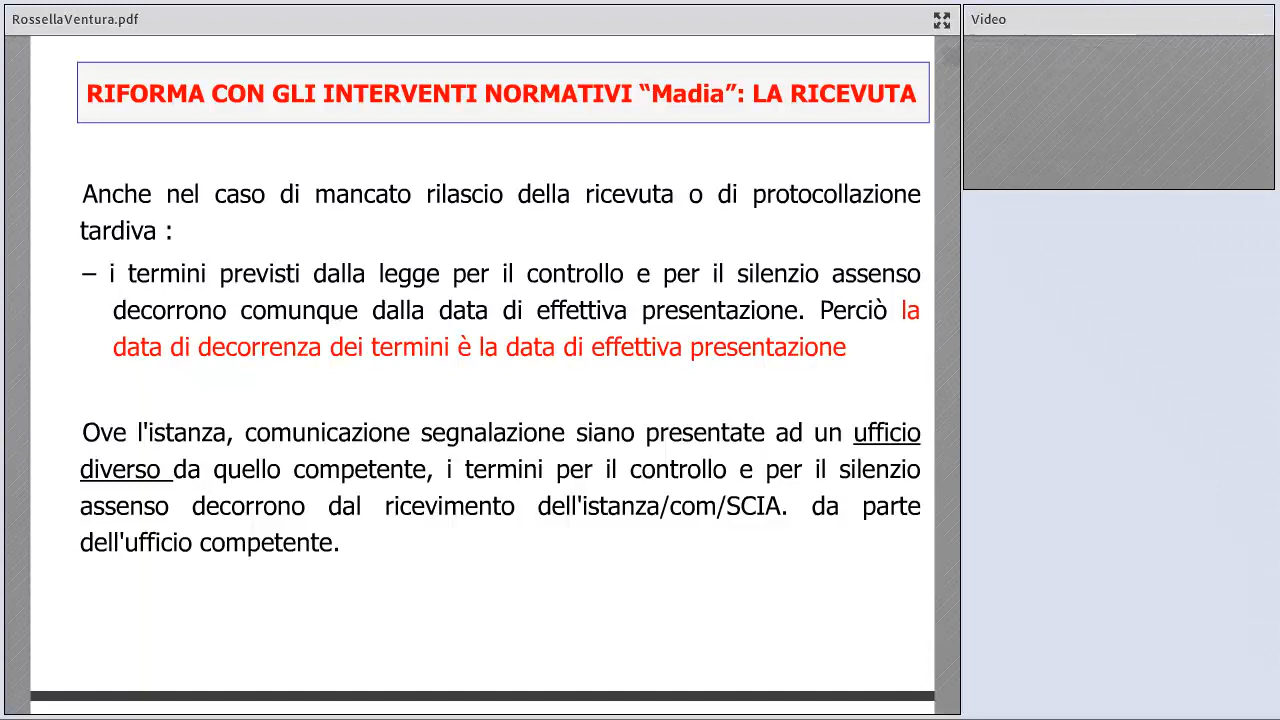 RossellaVentura.pdf
Video
RIFORMA CON GLI INTERVENTI NORMATIVI “Madia”: LA RICEVUTA
Anche nel caso di mancato rilascio della ricevuta o di protocollazione
tardiva :
– i termini previsti dalla legge per il controllo e per il silenzio assenso
decorrono comunque dalla data di effettiva presentazione. Perciò la
data di decorrenza dei termini è la data di effettiva presentazione
Ove l'istanza, comunicazione segnalazione siano presentate ad un ufficio
diverso da quello competente, i termini per il controllo e per il silenzio
assenso decorrono dal ricevimento dell'istanza/com/SCIA. da parte
dell'ufficio competente.